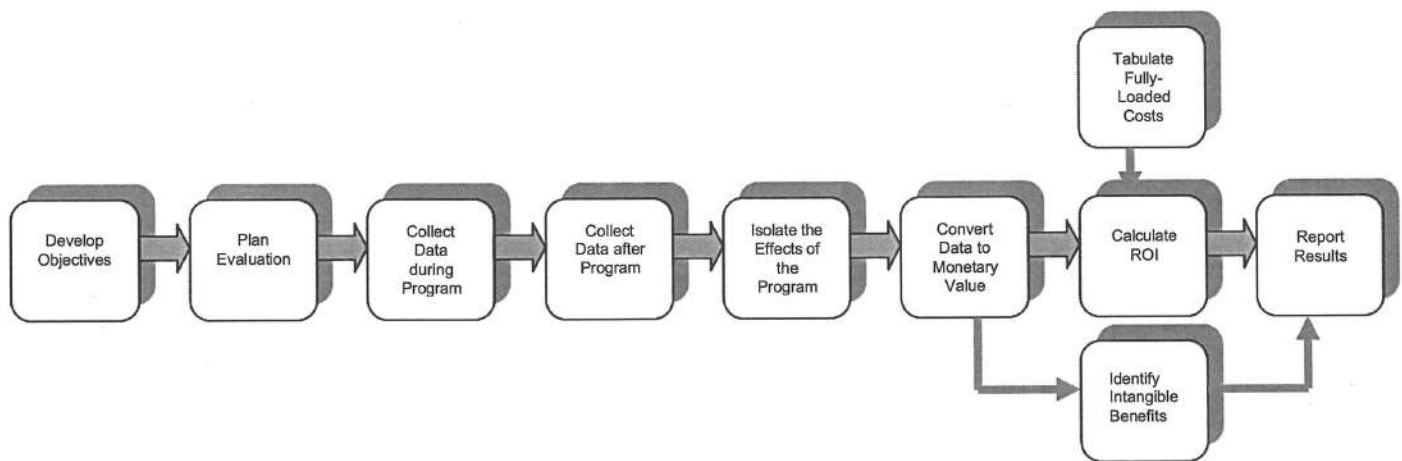 Tabulate
Fully-
Loaded
Costs
Develop
Objectives
Plan
Evaluation
Collect
Data
during
Program
Collect
Data after
Program
Isolate the
Effects of
the
Program
Convert
Data to
Monetary
Value
Calculate
ROI
Report
Results
Identify
Intangible
Benefits